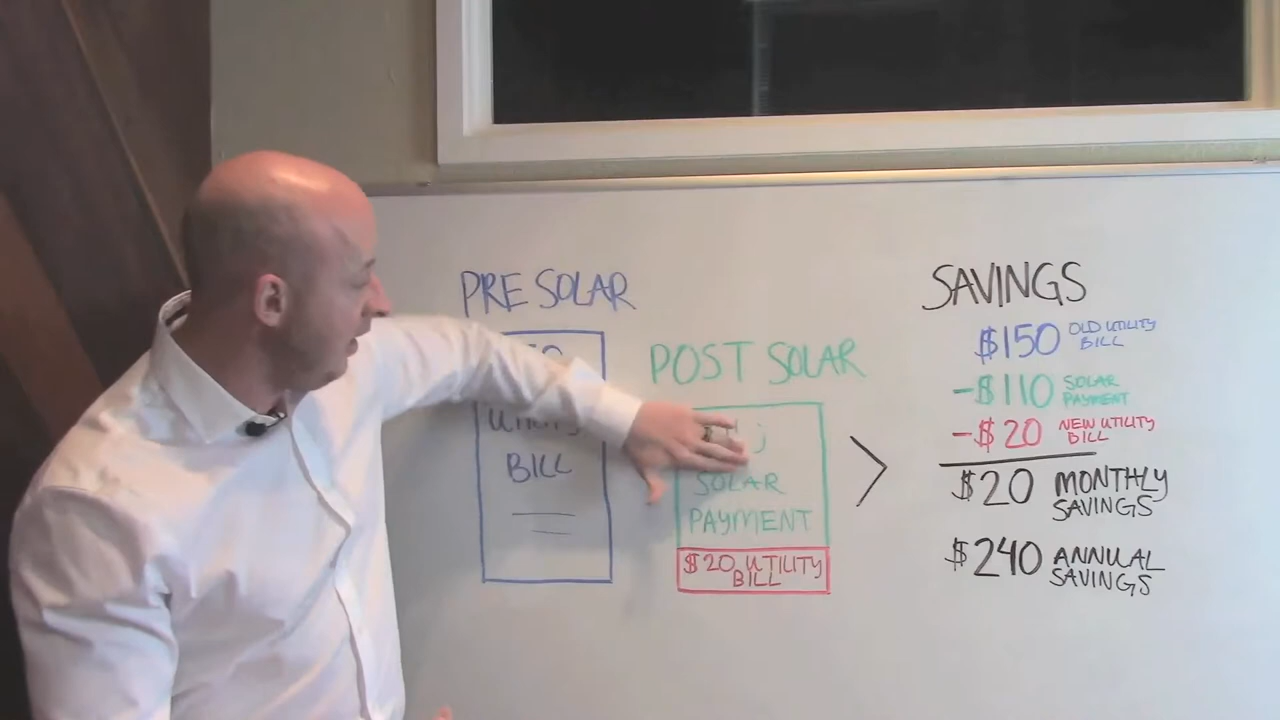 PRE SOLAR
BILL
POST SOLAR
SOLAR
PAYMENT
$20 UTILITY
BILL
SAVINGS
$150 OLD UTILITY
BILL
-$110 SOLAR
PAYMENT
-$20 NEW UTILITY
BILL
$20 MONTHLY
SAVINGS
$240 ANNUAL
SAVINGS